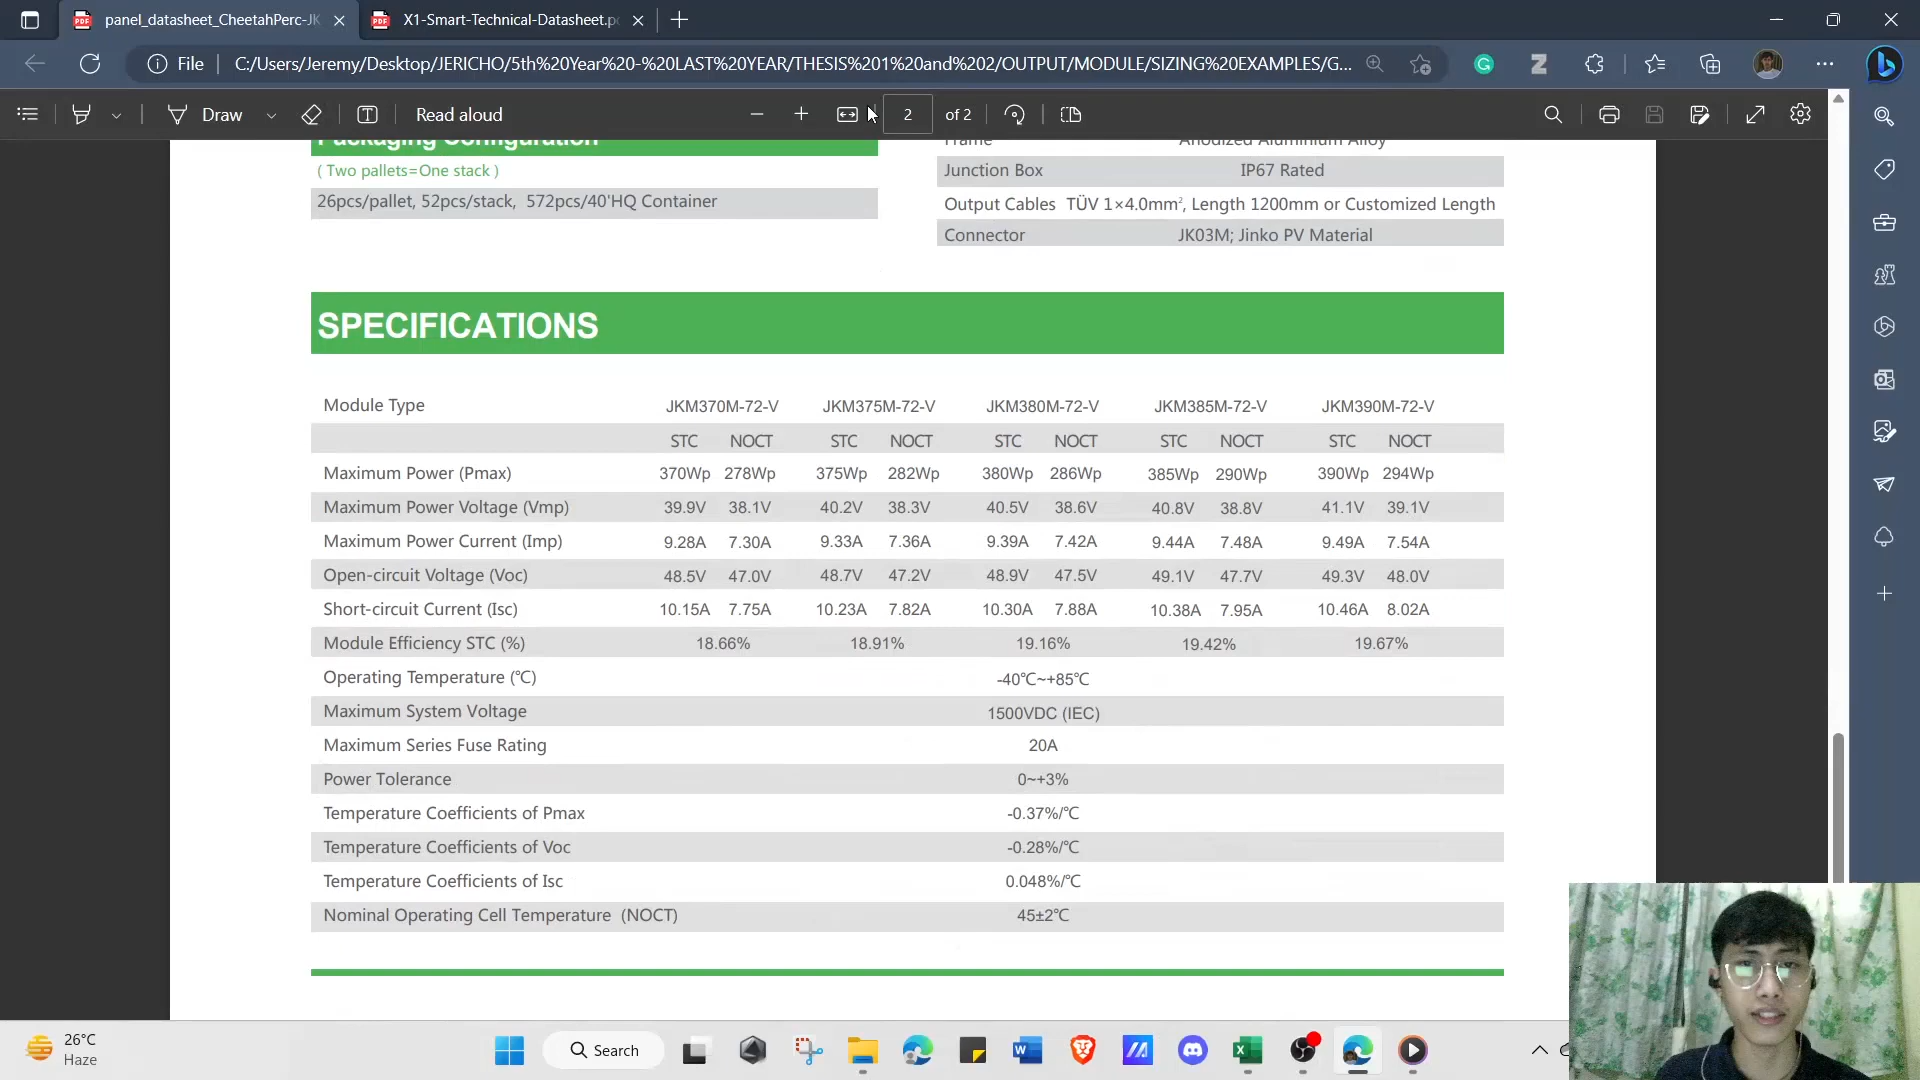 panel_datasheet_CheetahPerc-JK
X1-Smart-Technical-Datasheet.p
File
C:/Users/Jeremy/Desktop/JERICHO/5th%20Year%20-%20LAST%20YEAR/THESIS%201%20and%202/OUTPUT/MODULE/SIZING%20EXAMPLES/G...
Draw
Read aloud
2 of 2
Packaging Configuration
( Two pallets=One stack )
26pcs/pallet, 52pcs/stack, 572pcs/40'HQ Container
Frame Anodized Aluminium Alloy
Junction Box IP67 Rated
Output Cables TÜV 1×4.0mm², Length 1200mm or Customized Length
Connector JK03M; Jinko PV Material
SPECIFICATIONS
Module Type JKM370M-72-V JKM375M-72-V JKM380M-72-V JKM385M-72-V JKM390M-72-V
STC NOCT STC NOCT STC NOCT STC NOCT STC NOCT
Maximum Power (Pmax) 370Wp 278Wp 375Wp 282Wp 380Wp 286Wp 385Wp 290Wp 390Wp 294Wp
Maximum Power Voltage (Vmp) 39.9V 38.1V 40.2V 38.3V 40.5V 38.6V 40.8V 38.8V 41.1V 39.1V
Maximum Power Current (Imp) 9.28A 7.30A 9.33A 7.36A 9.39A 7.42A 9.44A 7.48A 9.49A 7.54A
Open-circuit Voltage (Voc) 48.5V 47.0V 48.7V 47.2V 48.9V 47.5V 49.1V 47.7V 49.3V 48.0V
Short-circuit Current (Isc) 10.15A 7.75A 10.23A 7.82A 10.30A 7.88A 10.38A 7.95A 10.46A 8.02A
Module Efficiency STC (%) 18.66% 18.91% 19.16% 19.42% 19.67%
Operating Temperature (℃) -40℃~+85℃
Maximum System Voltage 1500VDC (IEC)
Maximum Series Fuse Rating 20A
Power Tolerance 0~+3%
Temperature Coefficients of Pmax -0.37%/℃
Temperature Coefficients of Voc -0.28%/℃
Temperature Coefficients of Isc 0.048%/℃
Nominal Operating Cell Temperature (NOCT) 45±2℃
26°C
Haze
Search